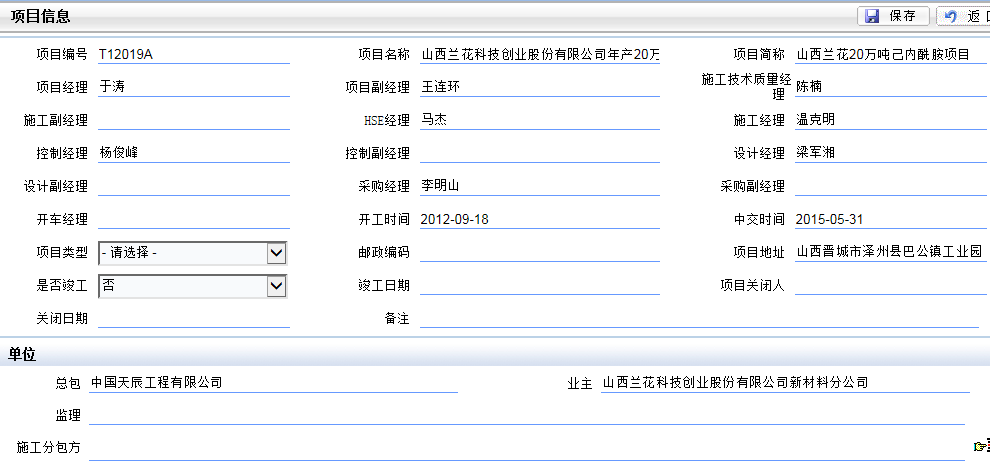 项目信息 保存 返
项目编号 T12019A 项目名称 山西兰花科技创业股份有限公司年产20万 项目简称 山西兰花20万吨己内酰胺项目
项目经理 于涛 项目副经理 王连环 施工技术质量经理 陈楠
施工副经理 HSE经理 马杰 施工经理 温克明
控制经理 杨俊峰 控制副经理 设计经理 梁军湘
设计副经理 采购经理 李明山 采购副经理
开车经理 开工时间 2012-09-18 中交时间 2015-05-31
项目类型 - 请选择 - 邮政编码 项目地址 山西晋城市泽州县巴公镇工业园
是否竣工 否 竣工日期 项目关闭人
关闭日期 备注
单位
总包 中国天辰工程有限公司 业主 山西兰花科技创业股份有限公司新材料分公司
监理
施工分包方